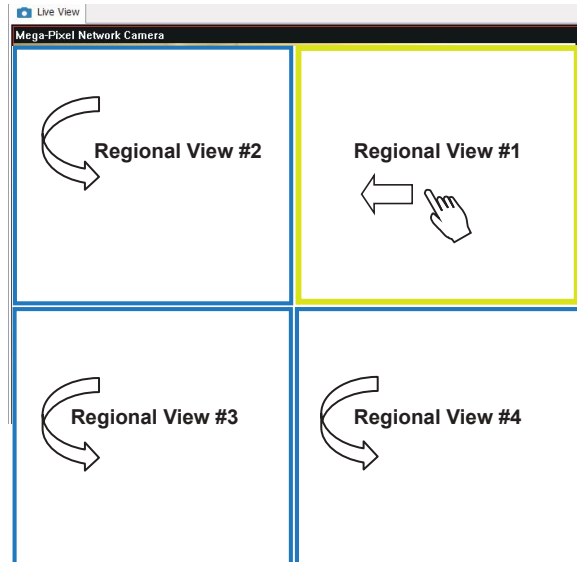 Live View
Mega-Pixel Network Camera
Regional View #2
Regional View #1
Regional View #3
Regional View #4